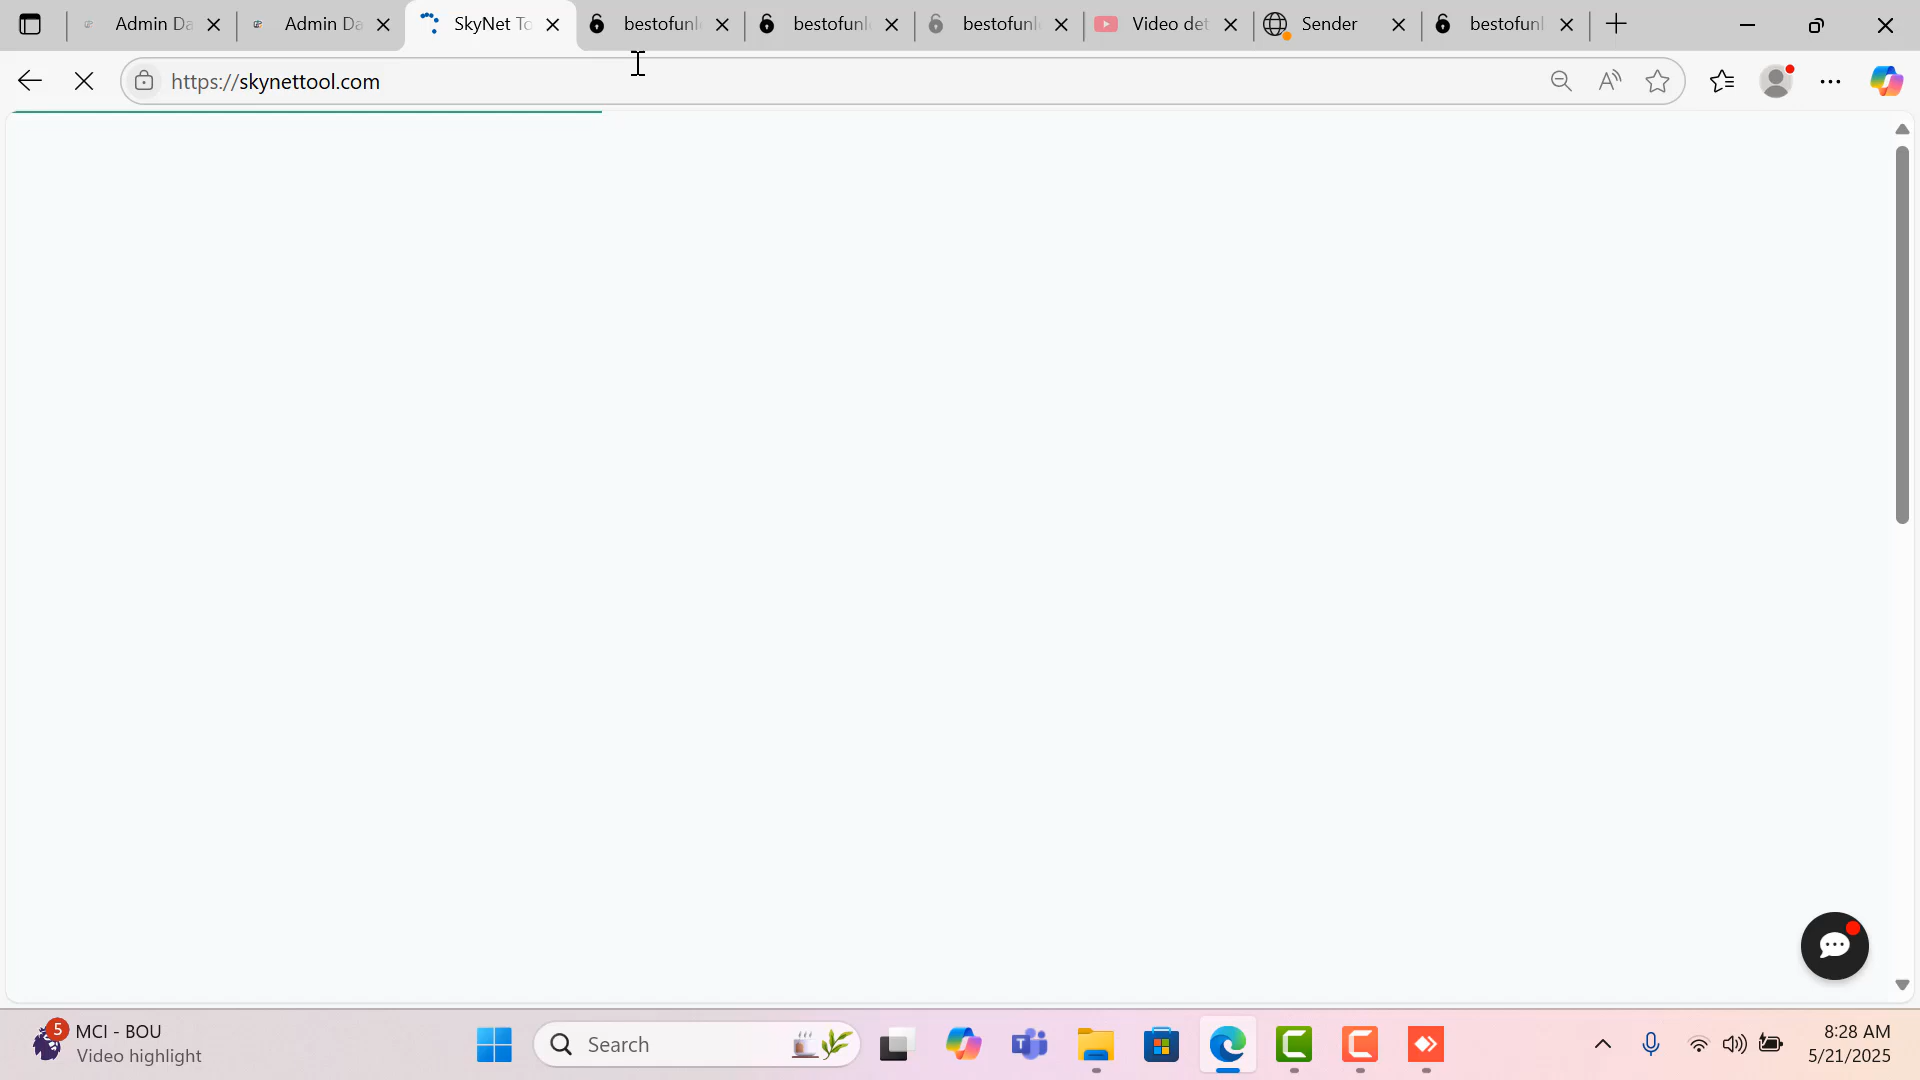 Admin Da
Admin Da
SkyNet To
bestofunl
bestofunl
bestofunl
Video det
Sender
bestofunl
https://skynettool.com
5
MCI - BOU
Video highlight
Search
8:28 AM
5/21/2025